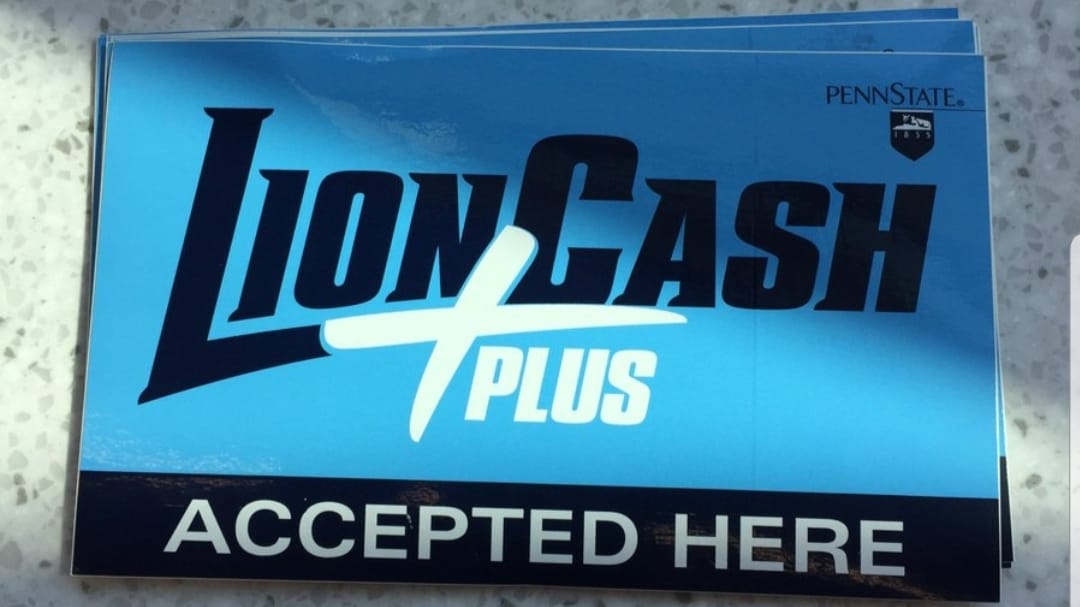 PENNSTATE®
1855
LIONCASH
+PLUS
ACCEPTED HERE